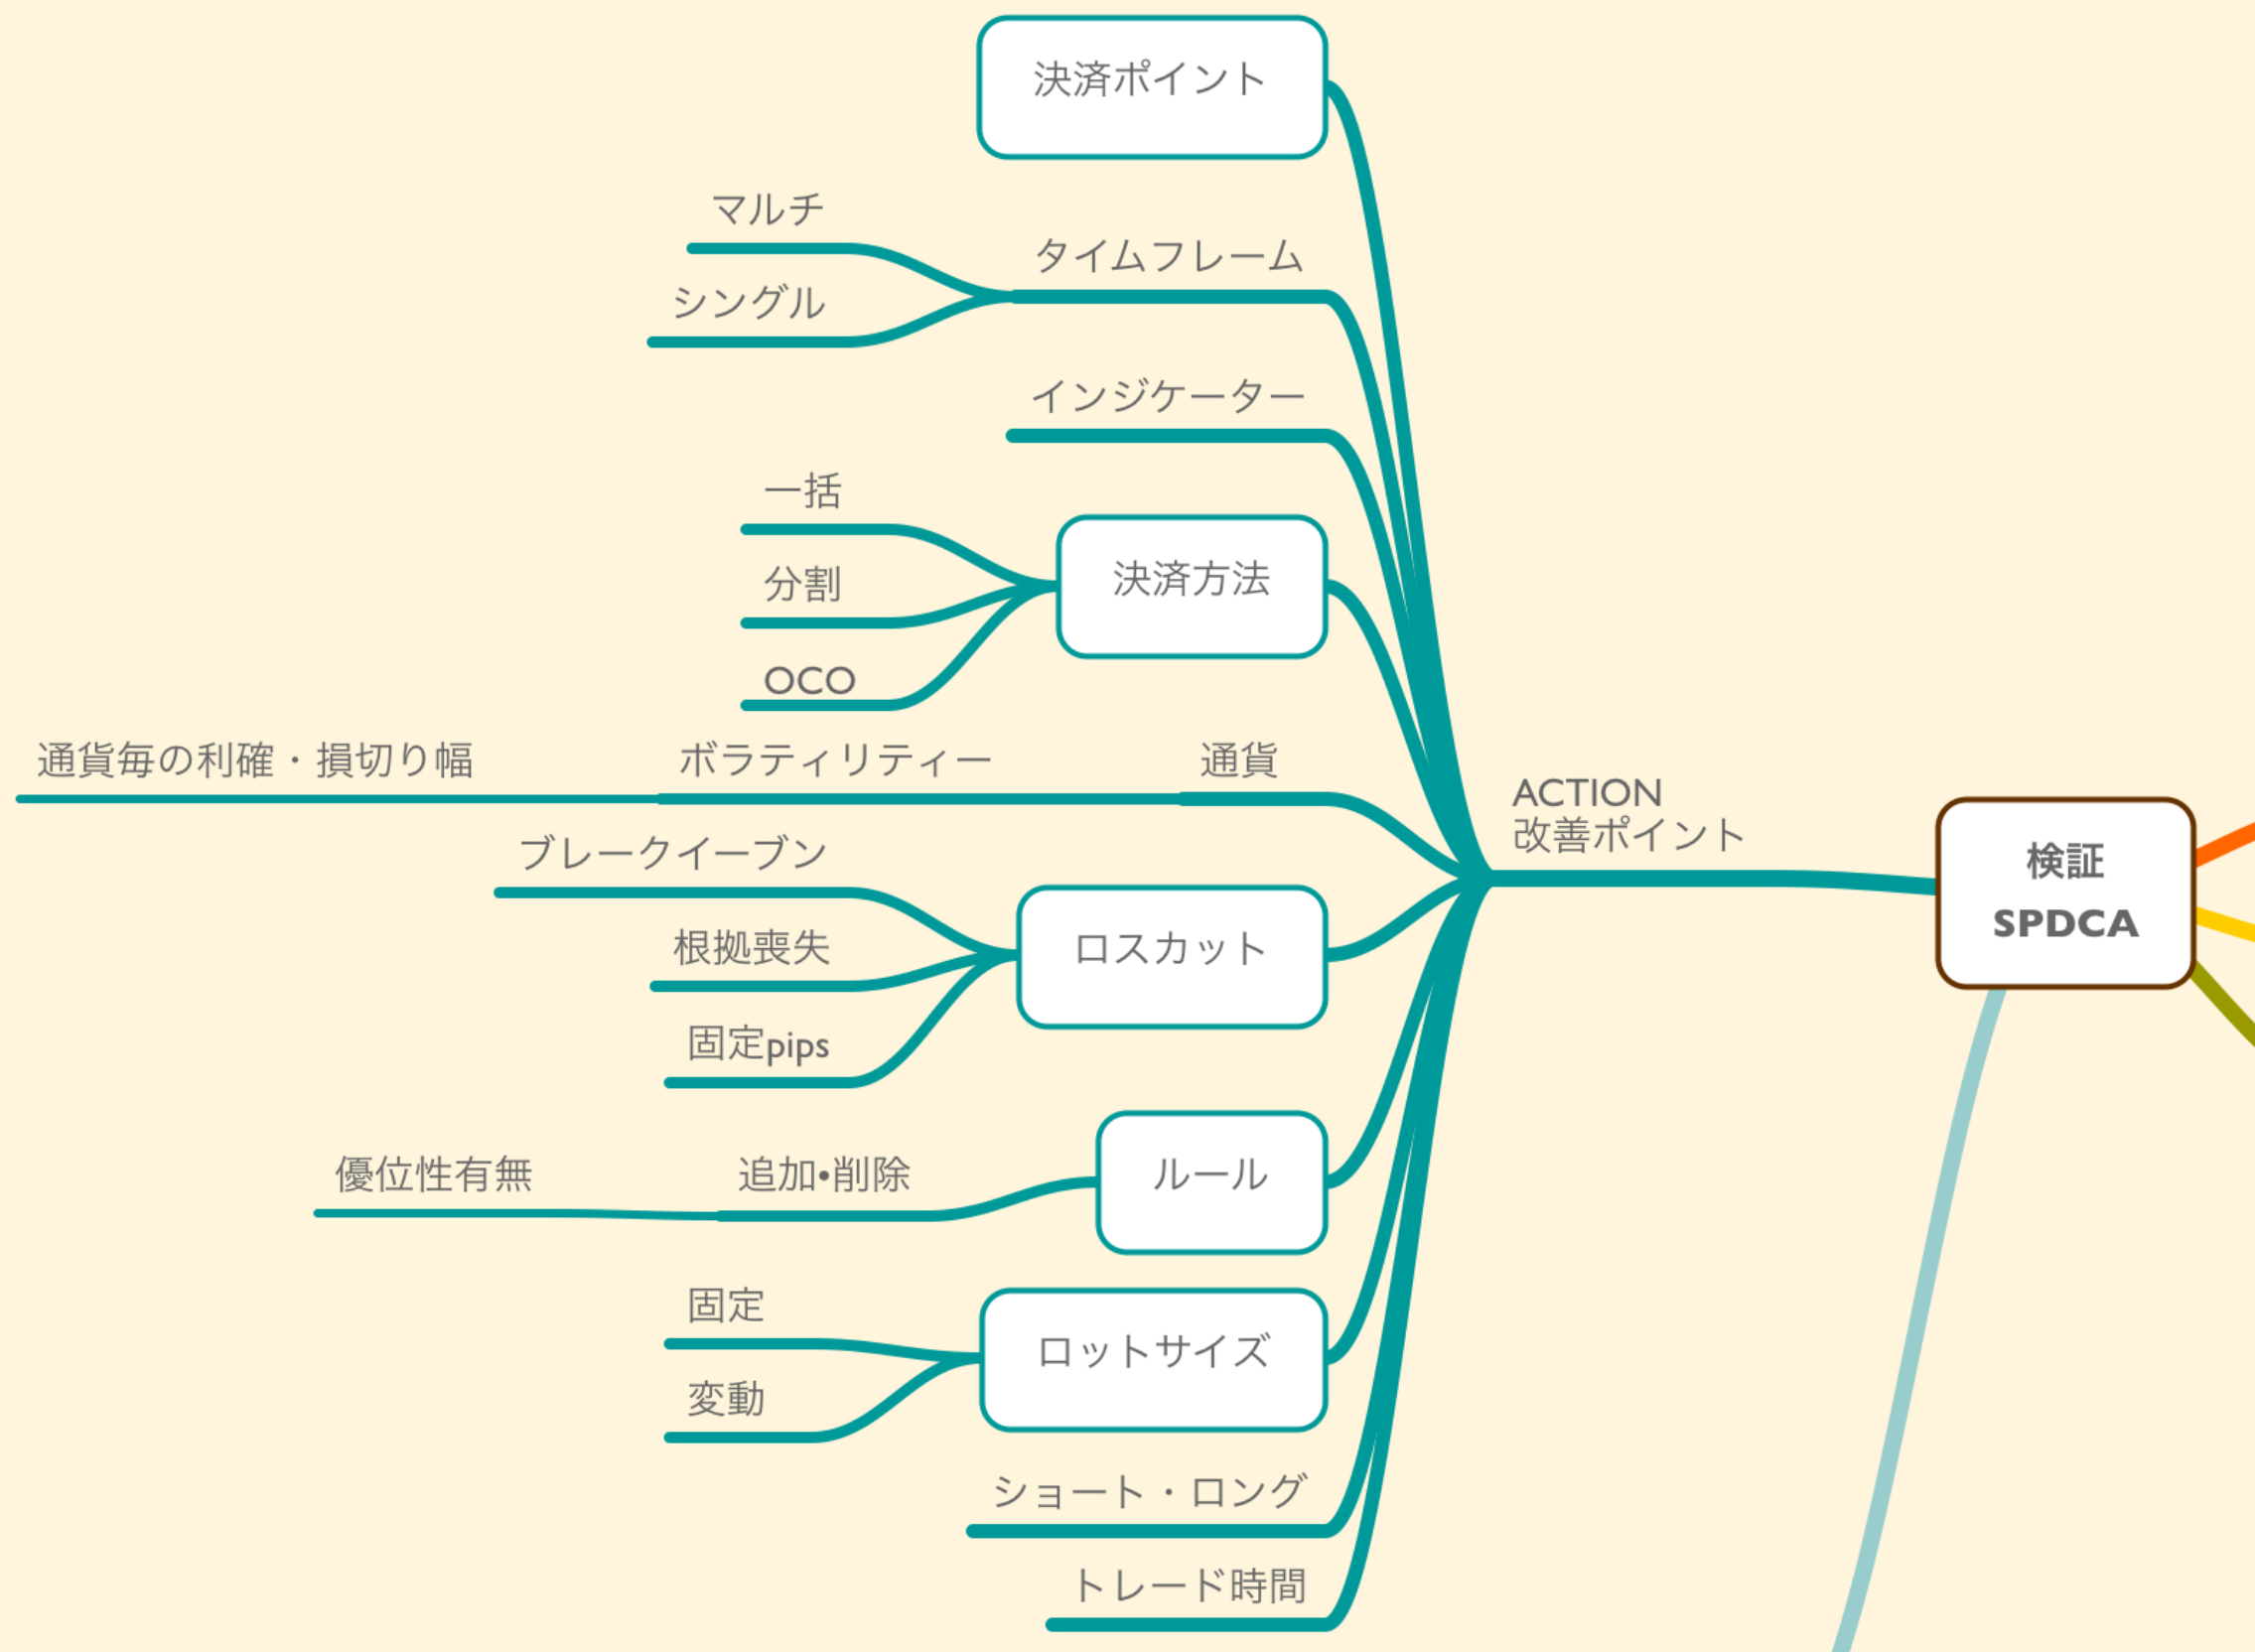 決済ポイント
マルチ
タイムフレーム
シングル
インジケーター
一括
決済方法
分割
OCO
通貨毎の利確・損切り幅
ボラティリティー
通貨
ACTION
改善ポイント
検証
SPDCA
ブレークイーブン
ロスカット
根拠喪失
固定pips
優位性有無
追加•削除
ルール
固定
ロットサイズ
変動
ショート・ロング
トレード時間